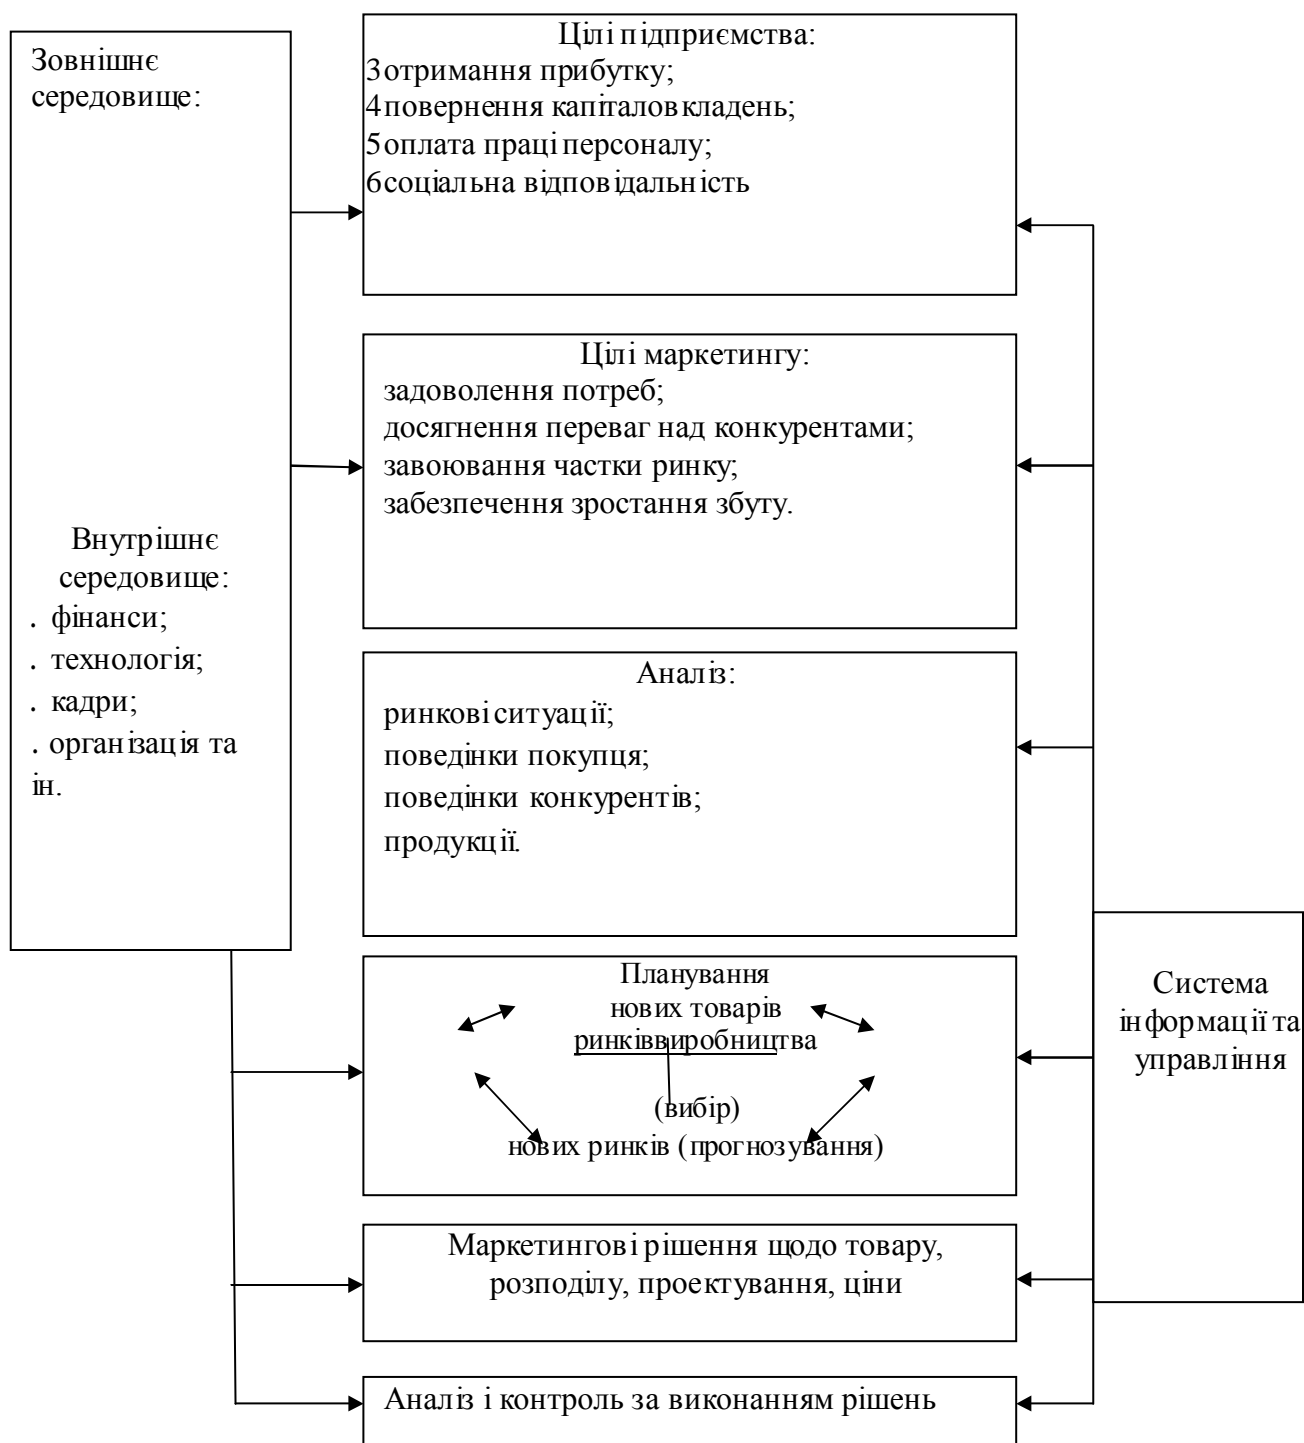 Зовнішнє
середовище:
Внутрішнє
середовище:
. фінанси;
. технологія;
. кадри;
. організація та
ін.
Цілі підприємства:
3отримання прибутку;
4повернення капіталовкладень;
5оплата праці персоналу;
6соціальна відповідальність
Цілі маркетингу:
задоволення потреб;
досягнення переваг над конкурентами;
завоювання частки ринку;
забезпечення зростання збуту.
Аналіз:
ринкові ситуації;
поведінки покупця;
поведінки конкурентів;
продукції.
Планування
нових товарів
ринківвиробництва
(вибір)
нових ринків (прогнозування)
Маркетингові рішення щодо товару,
розподілу, проектування, ціни
Аналіз і контроль за виконанням рішень
Система
інформації та
управління